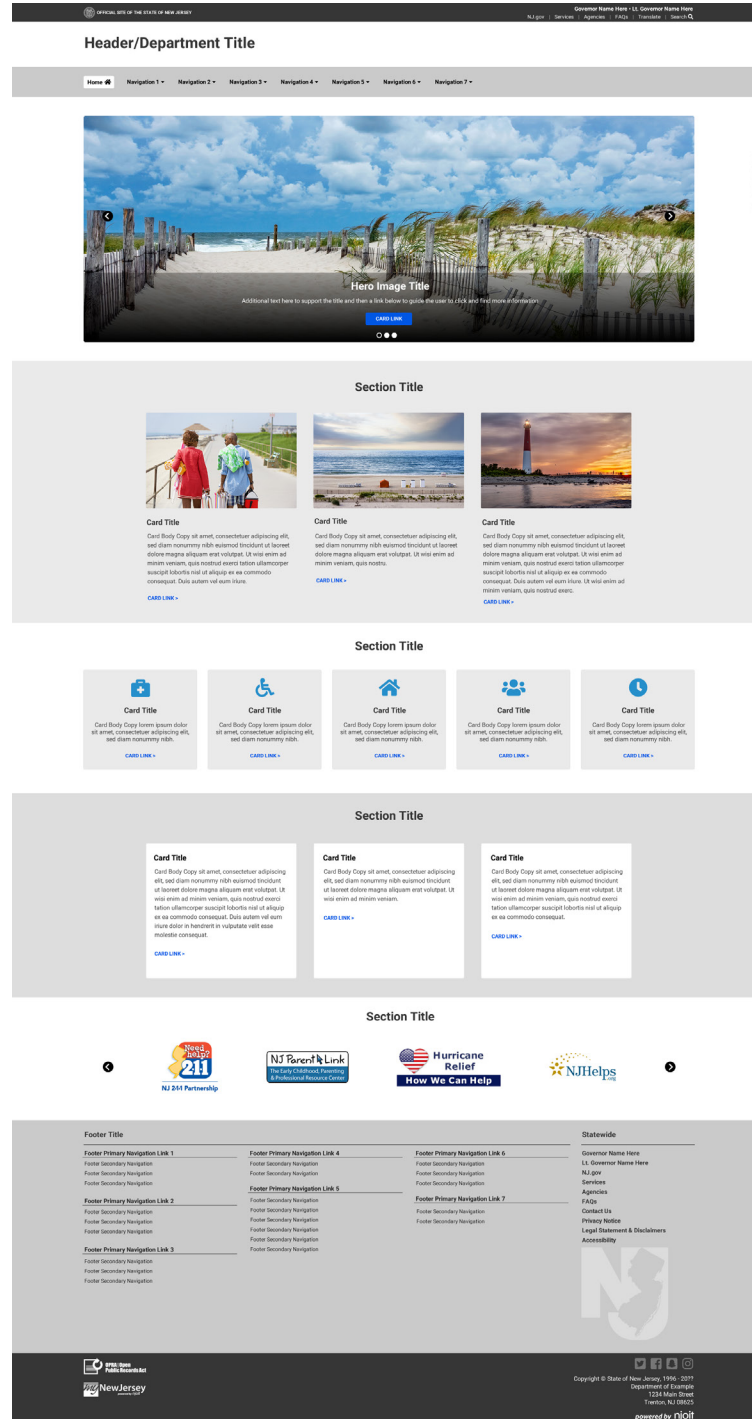 OFFICIAL SITE OF THE STATE OF NEW JERSEY
Governor Name Here • Lt. Governor Name Here
NJ.gov | Services | Agencies | FAQs | Translate | Search
Header/Department Title
Home Navigation 1 Navigation 2 Navigation 3 Navigation 4 Navigation 5 Navigation 6 Navigation 7
Hero Image Title
Additional text here to support the title and then a link below to guide the user to click and find more information
CARD LINK
Section Title
Card Title
Card Body Copy sit amet, consectetuer adipiscing elit,
sed diam nonummy nibh euismod tincidunt ut laoreet
dolore magna aliquam erat volutpat. Ut wisi enim ad
minim veniam, quis nostrud exerci tation ullamcorper
suscipit lobortis nisl ut aliquip ex ea commodo
consequat. Duis autem vel eum iriure.
CARD LINK >
Card Title
Card Body Copy sit amet, consectetuer adipiscing elit,
sed diam nonummy nibh euismod tincidunt ut laoreet
dolore magna aliquam erat volutpat. Ut wisi enim ad
minim veniam, quis nostru.
CARD LINK >
Card Title
Card Body Copy sit amet, consectetuer adipiscing elit,
sed diam nonummy nibh euismod tincidunt ut laoreet
dolore magna aliquam erat volutpat. Ut wisi enim ad
minim veniam, quis nostrud exerci tation ullamcorper
suscipit lobortis nisl ut aliquip ex ea commodo
consequat. Duis autem vel eum iriure. Ut wisi enim ad
minim veniam, quis nostrud exerc.
CARD LINK >
Section Title
Card Title
Card Body Copy lorem ipsum dolor
sit amet, consectetuer adipiscing elit,
sed diam nonummy nibh.
CARD LINK >
Card Title
Card Body Copy lorem ipsum dolor
sit amet, consectetuer adipiscing elit,
sed diam nonummy nibh.
CARD LINK >
Card Title
Card Body Copy lorem ipsum dolor
sit amet, consectetuer adipiscing elit,
sed diam nonummy nibh.
CARD LINK >
Card Title
Card Body Copy lorem ipsum dolor
sit amet, consectetuer adipiscing elit,
sed diam nonummy nibh.
CARD LINK >
Card Title
Card Body Copy lorem ipsum dolor
sit amet, consectetuer adipiscing elit,
sed diam nonummy nibh.
CARD LINK >
Section Title
Card Title
Card Body Copy sit amet, consectetuer adipiscing
elit, sed diam nonummy nibh euismod tincidunt
ut laoreet dolore magna aliquam erat volutpat. Ut
wisi enim ad minim veniam, quis nostrud exerci
tation ullamcorper suscipit lobortis nisl ut aliquip
ex ea commodo consequat. Duis autem vel eum
iriure dolor in hendrerit in vulputate velit esse
molestie consequat.
CARD LINK >
Card Title
Card Body Copy sit amet, consectetuer adipiscing
elit, sed diam nonummy nibh euismod tincidunt
ut laoreet dolore magna aliquam erat volutpat. Ut
wisi enim ad minim veniam.
CARD LINK >
Card Title
Card Body Copy sit amet, consectetuer adipiscing
elit, sed diam nonummy nibh euismod tincidunt
ut laoreet dolore magna aliquam erat volutpat. Ut
wisi enim ad minim veniam, quis nostrud exerci
tation ullamcorper suscipit lobortis nisl ut aliquip
ex ea commodo consequat.
CARD LINK >
Section Title
Need
help?
211
NJ 2-1-1 Partnership
NJ Parent Link
The Early Childhood, Parenting
& Professional Resource Center
Hurricane
Relief
How We Can Help
NJHelps
.org
Footer Title
Footer Primary Navigation Link 1
Footer Secondary Navigation
Footer Secondary Navigation
Footer Secondary Navigation
Footer Primary Navigation Link 2
Footer Secondary Navigation
Footer Secondary Navigation
Footer Secondary Navigation
Footer Primary Navigation Link 3
Footer Secondary Navigation
Footer Secondary Navigation
Footer Secondary Navigation
Footer Primary Navigation Link 4
Footer Secondary Navigation
Footer Secondary Navigation
Footer Primary Navigation Link 5
Footer Secondary Navigation
Footer Secondary Navigation
Footer Secondary Navigation
Footer Secondary Navigation
Footer Secondary Navigation
Footer Secondary Navigation
Footer Primary Navigation Link 6
Footer Secondary Navigation
Footer Secondary Navigation
Footer Secondary Navigation
Footer Primary Navigation Link 7
Footer Secondary Navigation
Footer Secondary Navigation
Statewide
Governor Name Here
Lt. Governor Name Here
NJ.gov
Services
Agencies
FAQs
Contact Us
Privacy Notice
Legal Statement & Disclaimers
Accessibility
NJ
OPRA | Open
Public Records Act
my NewJersey
Copyright © State of New Jersey, 1996 - 20??
Department of Example
1234 Main Street
Trenton, NJ 08625
powered by njoit